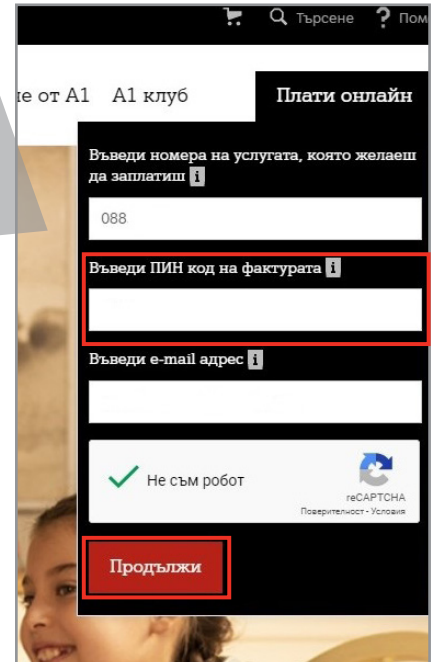 Търсене ? Пом
е от А1 А1 клуб Плати онлайн
Въведи номера на услугата, която желаеш
да заплатиш i
088
Въведи ПИН код на фактурата i
Въведи e-mail адрес i
Не съм робот
reCAPTCHA
Поверителност - Условия
Продължи